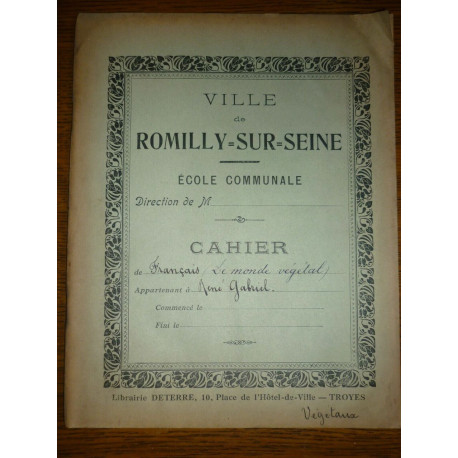 VILLE
de
ROMILLY=SUR=SEINE
ÉCOLE COMMUNALE
Direction de M
CAHIER
de Français (Le monde végétal)
Appartenant à René Gabriel.
Commencé le
Fini le
Librairie DETERRE, 10, Place de l'Hôtel-de-Ville — TROYES
Vegetaux